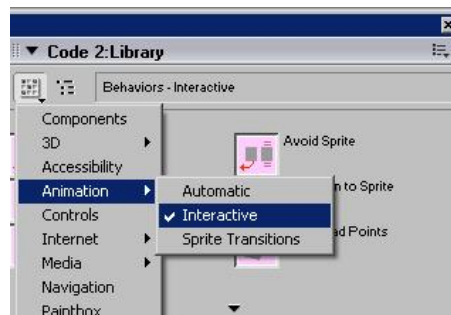 Code 2:Library
Behaviors - Interactive
Components
3D
Accessibility
Animation
Controls
Internet
Media
Navigation
Paintbox
Automatic
Interactive
Sprite Transitions
Avoid Sprite
to Sprite
Points